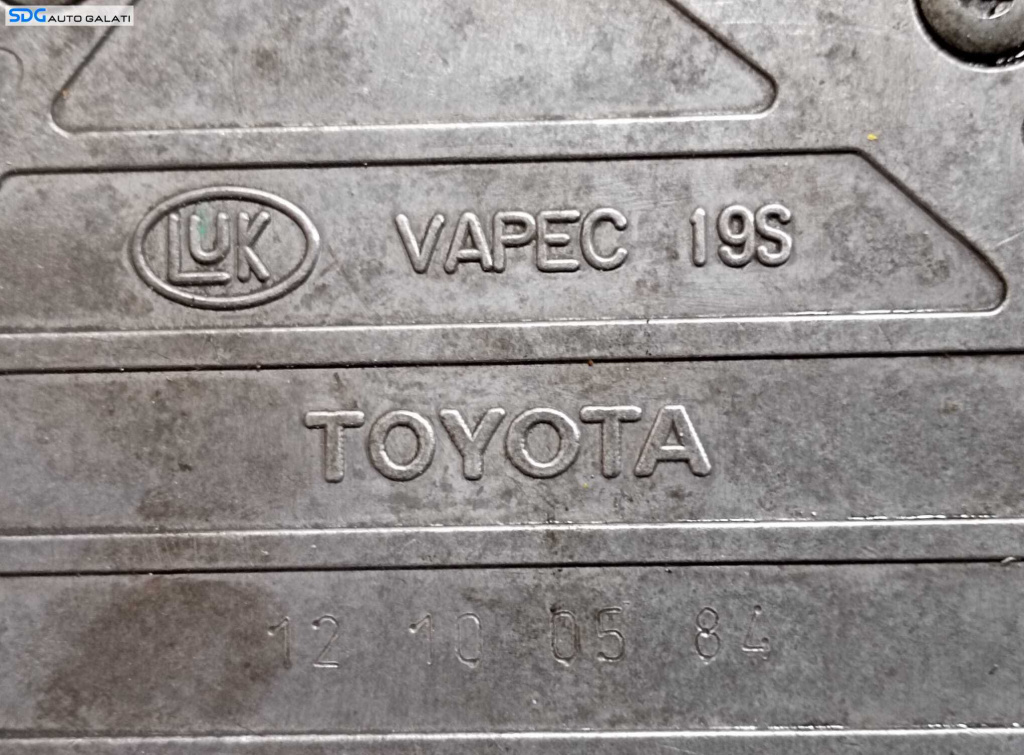 SDG AUTO GALATI
LUK VAPEC 19S
TOYOTA
12 10 05 84